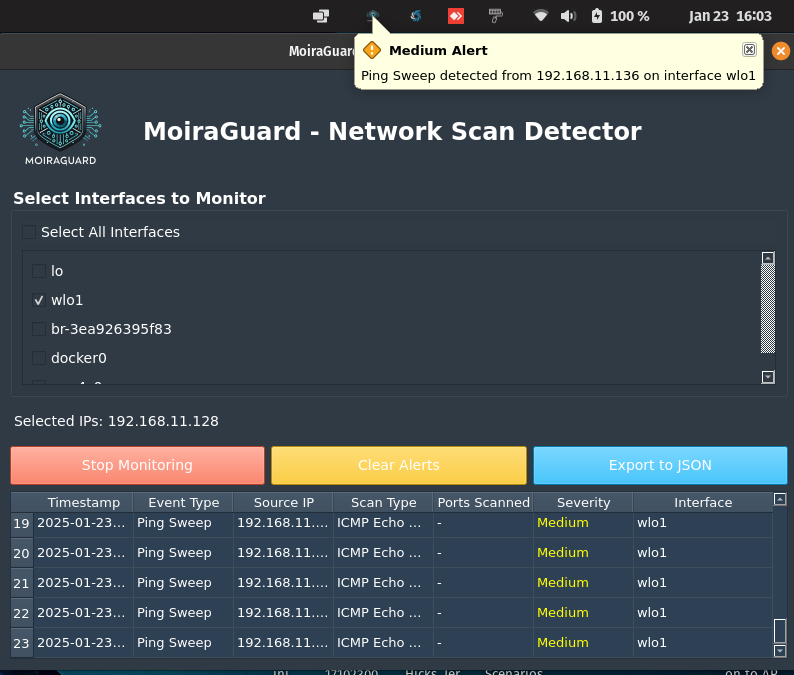 100 % Jan 23 16:03
MoiraGuar
Medium Alert
Ping Sweep detected from 192.168.11.136 on interface wlo1
MOIRAGUARD
MoiraGuard - Network Scan Detector
Select Interfaces to Monitor
Select All Interfaces
lo
wlo1
br-3ea926395f83
docker0
Selected IPs: 192.168.11.128
Stop Monitoring Clear Alerts Export to JSON
Timestamp Event Type Source IP Scan Type Ports Scanned Severity Interface
19 2025-01-23... Ping Sweep 192.168.11.... ICMP Echo ... - Medium wlo1
20 2025-01-23... Ping Sweep 192.168.11.... ICMP Echo ... - Medium wlo1
21 2025-01-23... Ping Sweep 192.168.11.... ICMP Echo ... - Medium wlo1
22 2025-01-23... Ping Sweep 192.168.11.... ICMP Echo ... - Medium wlo1
23 2025-01-23... Ping Sweep 192.168.11.... ICMP Echo ... - Medium wlo1
17102300 Scenarios